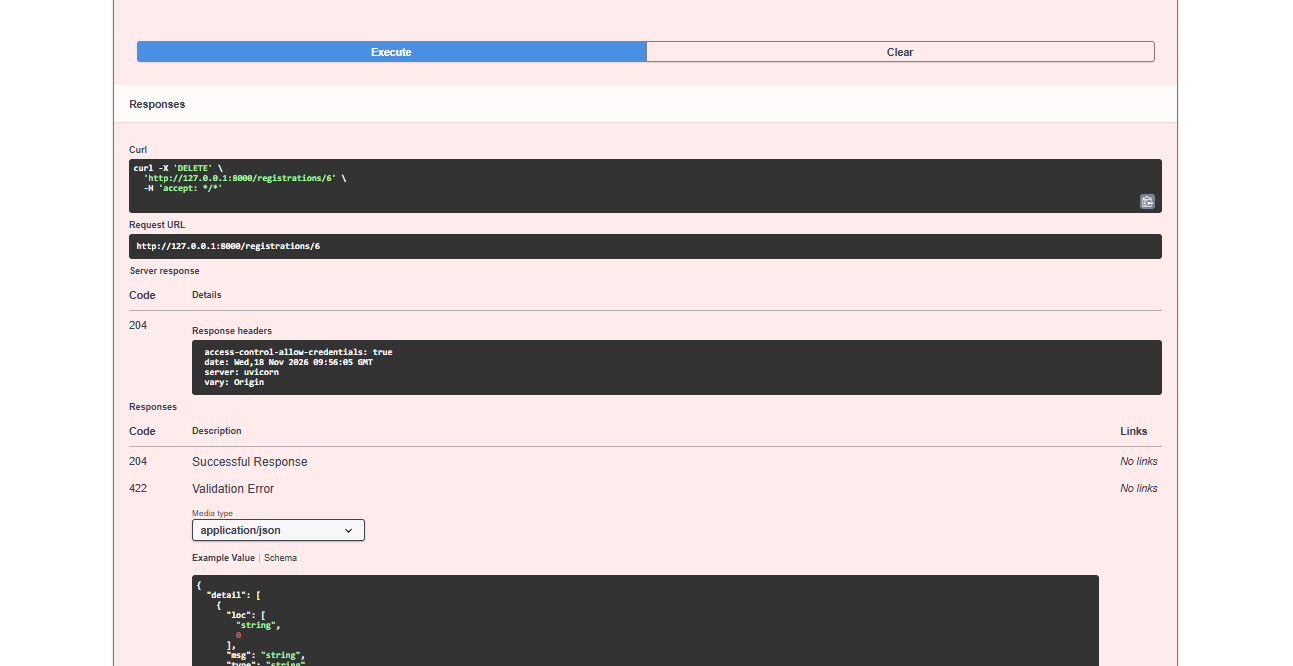 Execute
Clear
Responses
Curl
curl -X 'DELETE' \
  'http://127.0.0.1:8000/registrations/6' \
  -H 'accept: */*'
Request URL
http://127.0.0.1:8000/registrations/6
Server response
Code Details
204
Response headers
access-control-allow-credentials: true
date: Wed,18 Nov 2026 09:56:05 GMT
server: uvicorn
vary: Origin
Responses
Code Description Links
204 Successful Response No links
422 Validation Error No links
Media type
application/json
Example Value | Schema
{
  "detail": [
    {
      "loc": [
        "string",
        0
      ],
      "msg": "string",
      "type": "string"